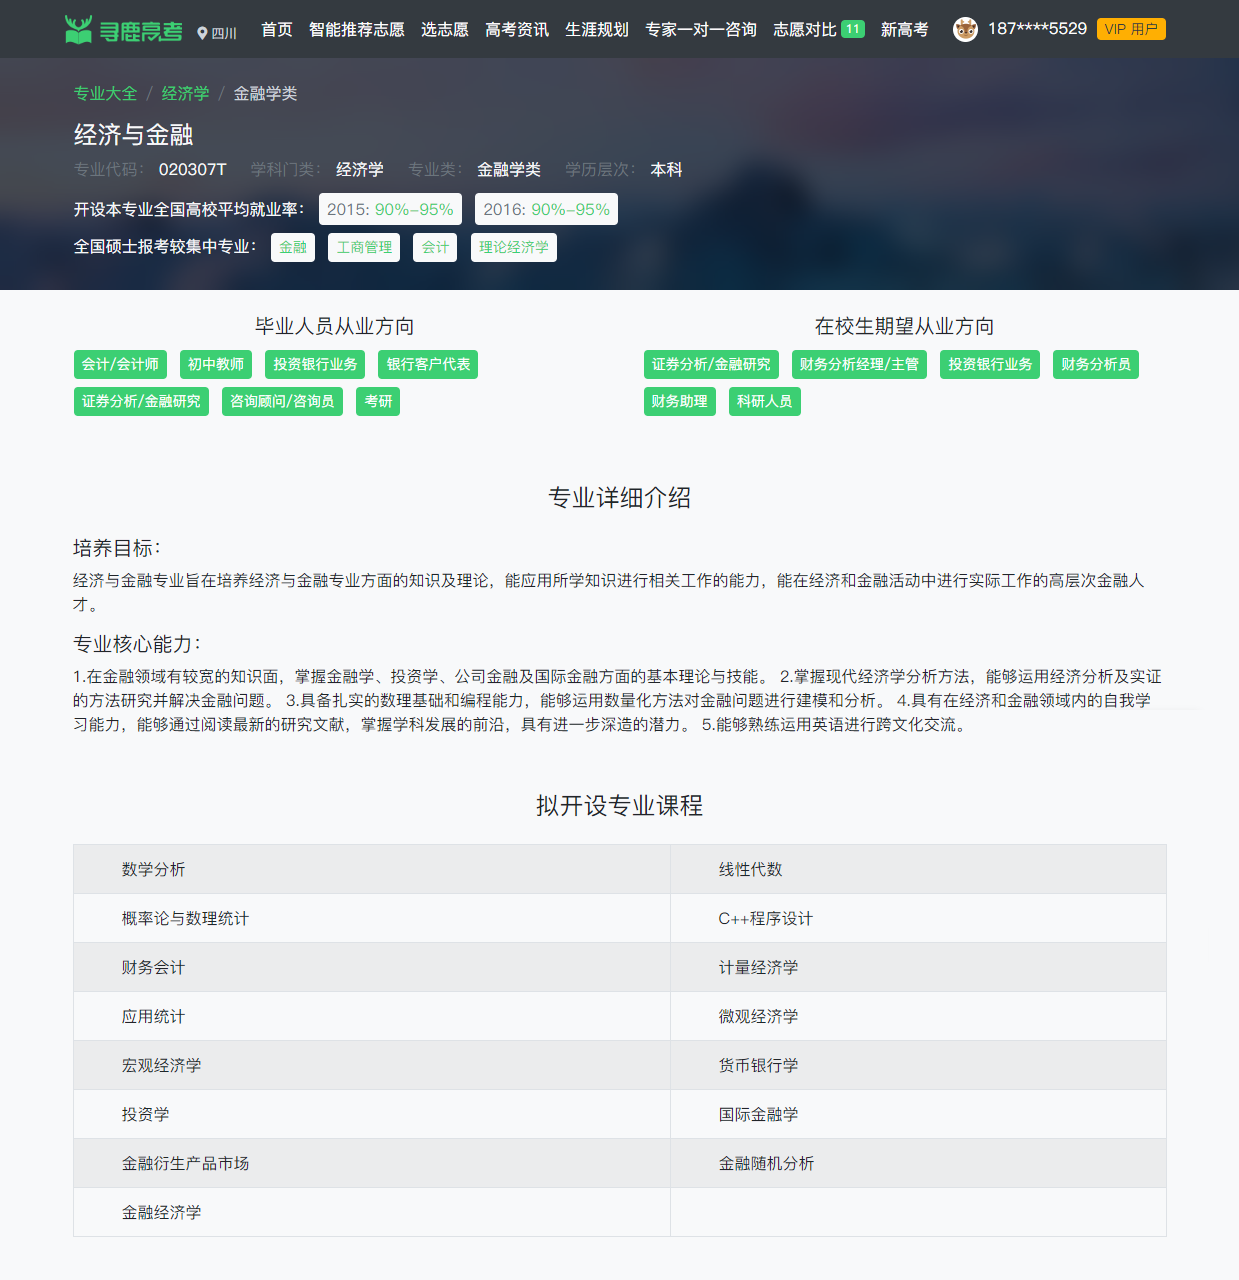 寻鹿高考 四川 首页 智能推荐志愿 选志愿 高考资讯 生涯规划 专家一对一咨询 志愿对比 11 新高考 187****5529 VIP 用户
专业大全 / 经济学 / 金融学类
经济与金融
专业代码： 020307T 学科门类： 经济学 专业类： 金融学类 学历层次： 本科
开设本专业全国高校平均就业率： 2015: 90%-95% 2016: 90%-95%
全国硕士报考较集中专业： 金融 工商管理 会计 理论经济学
毕业人员从业方向
会计/会计师 初中教师 投资银行业务 银行客户代表
证券分析/金融研究 咨询顾问/咨询员 考研
在校生期望从业方向
证券分析/金融研究 财务分析经理/主管 投资银行业务 财务分析员
财务助理 科研人员
专业详细介绍
培养目标：
经济与金融专业旨在培养经济与金融专业方面的知识及理论，能应用所学知识进行相关工作的能力，能在经济和金融活动中进行实际工作的高层次金融人
才。
专业核心能力：
1.在金融领域有较宽的知识面，掌握金融学、投资学、公司金融及国际金融方面的基本理论与技能。 2.掌握现代经济学分析方法，能够运用经济分析及实证
的方法研究并解决金融问题。 3.具备扎实的数理基础和编程能力，能够运用数量化方法对金融问题进行建模和分析。 4.具有在经济和金融领域内的自我学
习能力，能够通过阅读最新的研究文献，掌握学科发展的前沿，具有进一步深造的潜力。 5.能够熟练运用英语进行跨文化交流。
拟开设专业课程
数学分析 线性代数
概率论与数理统计 C++程序设计
财务会计 计量经济学
应用统计 微观经济学
宏观经济学 货币银行学
投资学 国际金融学
金融衍生产品市场 金融随机分析
金融经济学